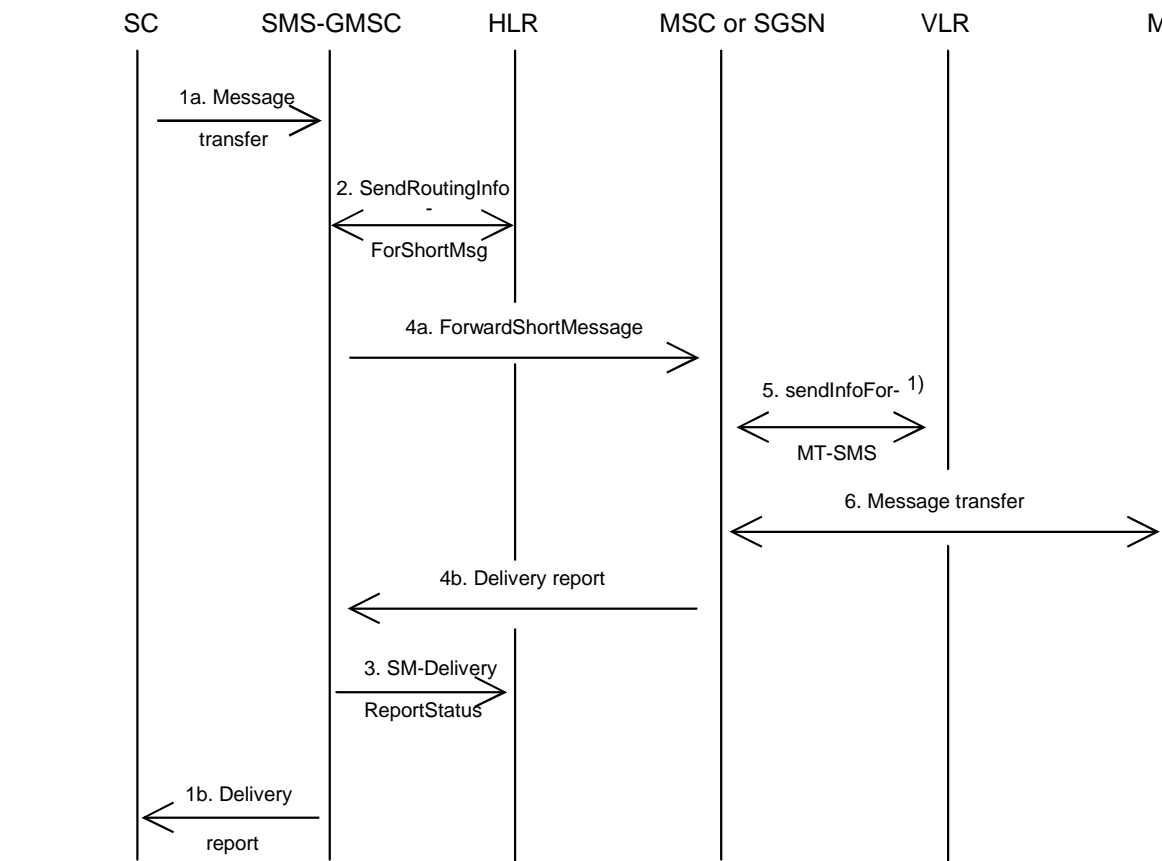 SC SMS-GMSC HLR MSC or SGSN VLR M
1a. Message
transfer
2. SendRoutingInfo
-
ForShortMsg
4a. ForwardShortMessage
5. sendInfoFor- 1)
MT-SMS
6. Message transfer
4b. Delivery report
3. SM-Delivery
ReportStatus
1b. Delivery
report